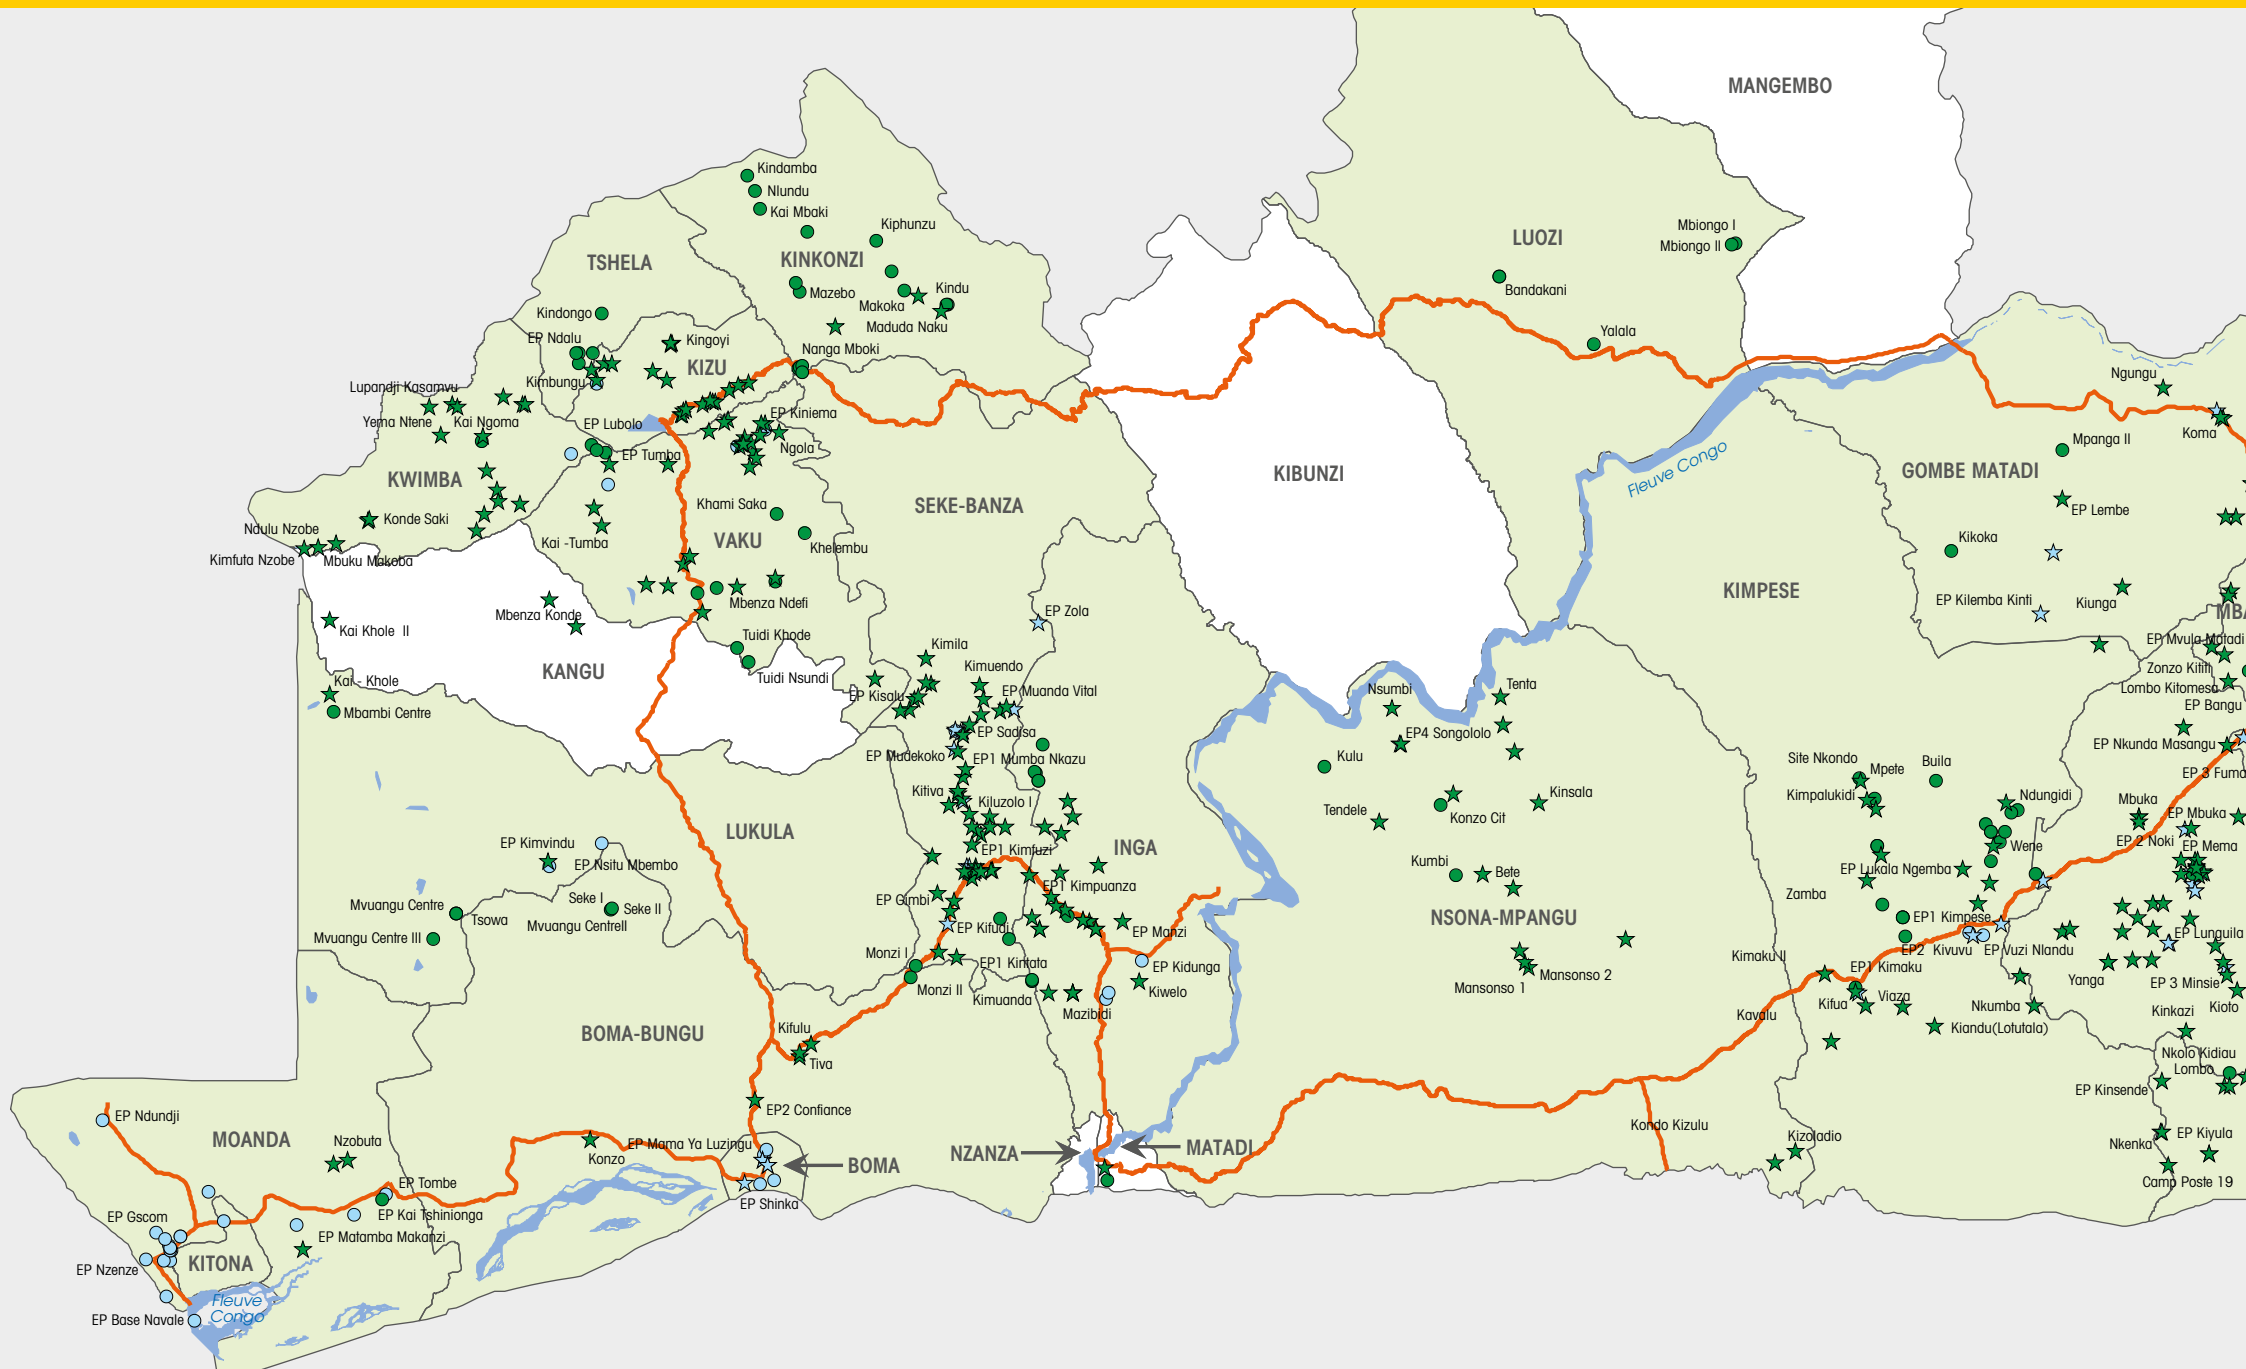 MANGEMBO
Kindamba
Nlundu
Kai Mbaki
Kiphunzu
Mbiongo I
Mbiongo II
LUOZI
TSHELA
KINKONZI
Bandakani
Mazebo
Kindu
Makoka
Maduda Naku
Kindongo
EP Ndalu
Kingoyi
Nanga Mboki
Yalala
KIZU
Kimbungu
Ngungu
Lupandji Kasamvu
Yema Ntene
Kai Ngoma
EP Lubolo
EP Kiniema
Koma
Mpanga II
Ngola
EP Tumba
KWIMBA
KIBUNZI
Fleuve Congo
GOMBE MATADI
Khami Saka
SEKE-BANZA
EP Lembe
Konde Saki
Ndulu Nzobe
Kai -Tumba
VAKU
Khelembu
Kikoka
Kimfuta Nzobe
Mbuku Makoba
KIMPESE
Mbenza Ndefi
EP Kilemba Kinti
Kiunga
Mbenza Konde
EP Zola
MBA
Kai Khole II
Tuidi Khode
Kimila
EP Mvula Matadi
KANGU
Tuidi Nsundi
Kimuendo
Zonzo Kififi
Kai - Khole
EP Kisalu
EP Muanda Vital
Nsumbi
Tenta
Lombo Kitomesa
Mbambi Centre
EP Bangu
EP Sadisa
EP4 Songololo
EP Nkunda Masangu
EP Mudekoko
EP1 Mumba Nkazu
Kulu
Site Nkondo
Mpete
Buila
EP 3 Fuma
Kitiva
Kiluzolo I
Kinsala
Kimpalukidi
Ndungidi
Mbuka
Tendele
Konzo Cit
EP Mbuka
LUKULA
EP 2 Noki
EP Kimvindu
EP1 Kimfuzi
INGA
Wene
EP Mema
EP Nsitu Mbembo
Kumbi
Bete
EP Lukala Ngemba
EP1 Kimpuanza
Zamba
Seke I
Seke II
EP Gimbi
Mvuangu Centre
Tsowa
NSONA-MPANGU
EP1 Kimpese
Mvuangu CentreII
EP Kifudi
EP Manzi
EP Lunguila
Mvuangu Centre III
EP2
Kivuvu
EP Vuzi Nlandu
Monzi I
EP1 Kintata
EP Kidunga
Kimaku II
EP1 Kimaku
Mansonso 2
Yanga
Monzi II
Kiwelo
Mansonso 1
EP 3 Minsie
Kimuanda
Viaza
Kifua
Nkumba
Kioto
Mazibidi
Kavalu
Kinkazi
BOMA-BUNGU
Kifulu
Kiandu(Lotutala)
Tiva
Nkolo Kidiau
Lombo
EP Kinsende
EP Ndundji
EP2 Confiance
Kondo Kizulu
MOANDA
Nzobuta
EP Mama Ya Luzingu
Kizoladio
EP Kiyula
Nkenka
Konzo
BOMA
NZANZA
MATADI
EP Tombe
Camp Poste 19
EP Shinka
EP Gscom
EP Kai Tshinionga
EP Matamba Makanzi
KITONA
EP Nzenze
Fleuve
Congo
EP Base Navale